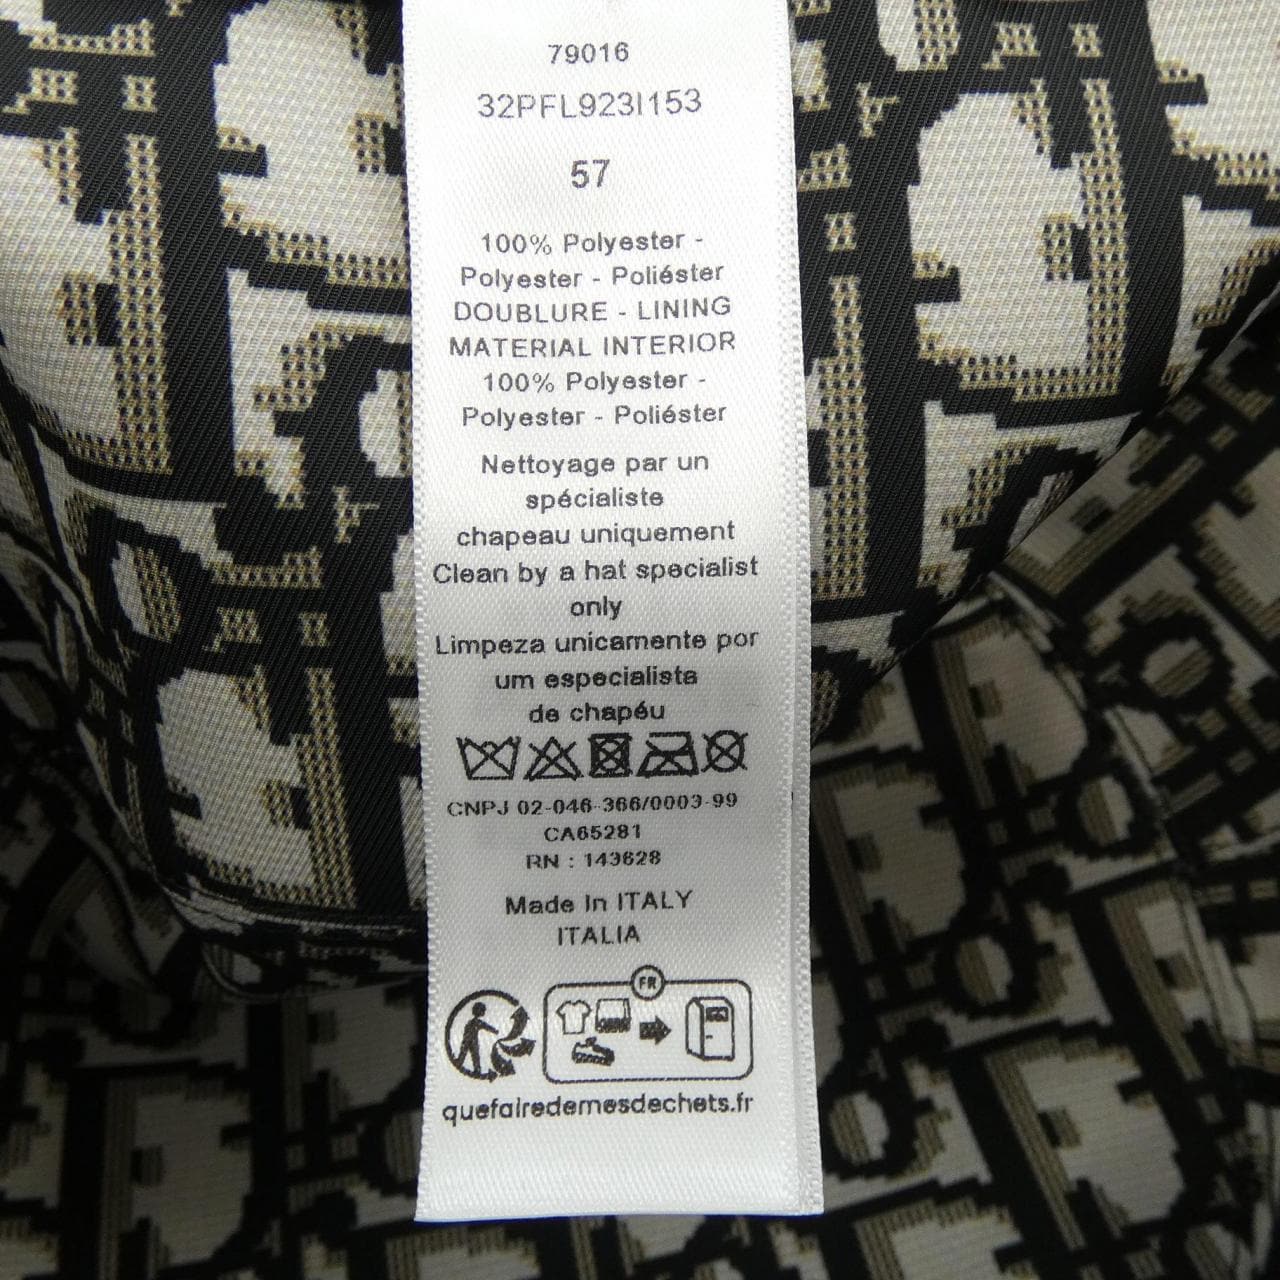 79016
32PFL923I153
57
100% Polyester -
Polyester - Poliéster
DOUBLURE - LINING
MATERIAL INTERIOR
100% Polyester -
Polyester - Poliéster
Nettoyage par un
spécialiste
chapeau uniquement
Clean by a hat specialist
only
Limpeza unicamente por
um especialista
de chapéu
CNPJ 02-046-366/0003-99
CA65281
RN : 143628
Made In ITALY
ITALIA
FR
quefairedemesdechets.fr